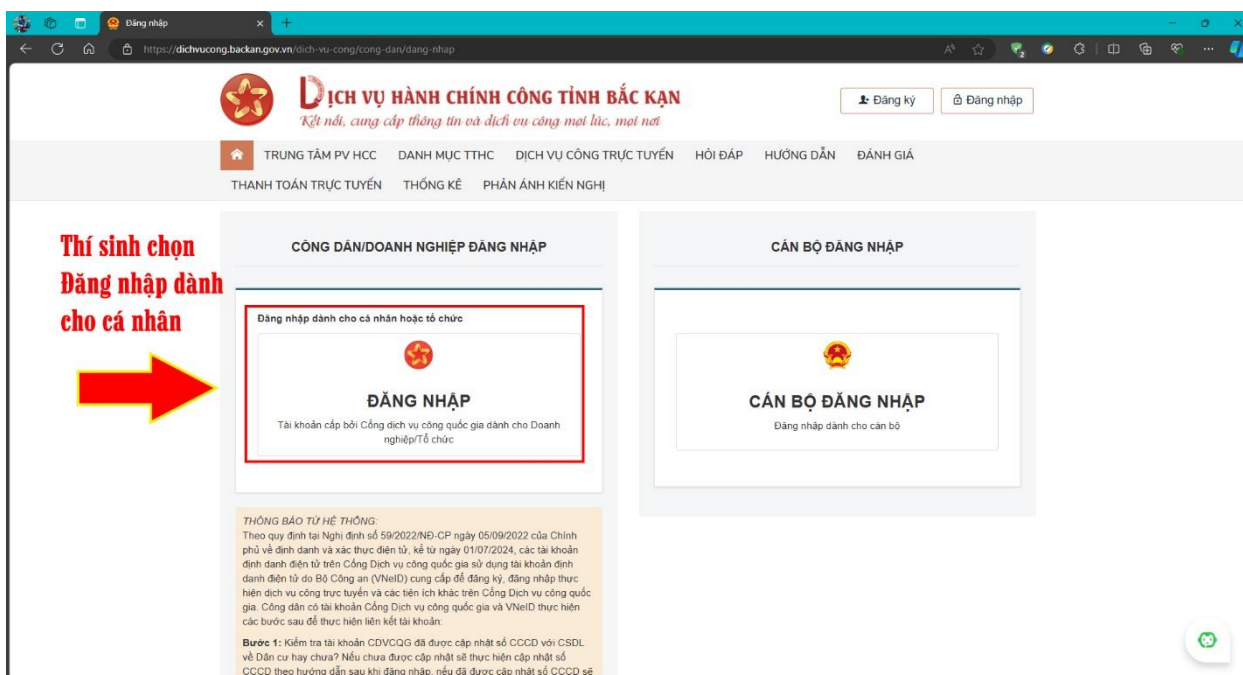 Đăng nhập
https://dichvucong.backan.gov.vn/dich-vu-cong/cong-dan/dang-nhap
DỊCH VỤ HÀNH CHÍNH CÔNG TỈNH BẮC KẠN
Kết nối, cung cấp thông tin và dịch vụ công mọi lúc, mọi nơi
Đăng ký
Đăng nhập
TRUNG TÂM PV HCC DANH MỤC TTHC DỊCH VỤ CÔNG TRỰC TUYẾN HỎI ĐÁP HƯỚNG DẪN ĐÁNH GIÁ
THANH TOÁN TRỰC TUYẾN THỐNG KÊ PHẢN ÁNH KIẾN NGHỊ
Thí sinh chọn
Đăng nhập dành
cho cá nhân
CÔNG DÂN/DOANH NGHIỆP ĐĂNG NHẬP
Đăng nhập dành cho cá nhân hoặc tổ chức
ĐĂNG NHẬP
Tài khoản cấp bởi Cổng dịch vụ công quốc gia dành cho Doanh
nghiệp/Tổ chức
CÁN BỘ ĐĂNG NHẬP
CÁN BỘ ĐĂNG NHẬP
Đăng nhập dành cho cán bộ
THÔNG BÁO TỪ HỆ THỐNG:
Theo quy định tại Nghị định số 59/2022/NĐ-CP ngày 05/09/2022 của Chính
phủ về định danh và xác thực điện tử, kể từ ngày 01/07/2024, các tài khoản
định danh điện tử trên Cổng Dịch vụ công quốc gia sử dụng tài khoản định
danh điện tử do Bộ Công an (VNeID) cung cấp để đăng ký, đăng nhập thực
hiện dịch vụ công trực tuyến và các tiện ích khác trên Cổng Dịch vụ công quốc
gia. Công dân có tài khoản Cổng Dịch vụ công quốc gia và VNeID thực hiện
các bước sau để thực hiện liên kết tài khoản:
Bước 1: Kiểm tra tài khoản CDVCQG đã được cập nhật số CCCD với CSDL
về Dân cư hay chưa? Nếu chưa được cập nhật sẽ thực hiện cập nhật số
CCCD theo hướng dẫn sau khi đăng nhập, nếu đã được cập nhật số CCCD sẽ